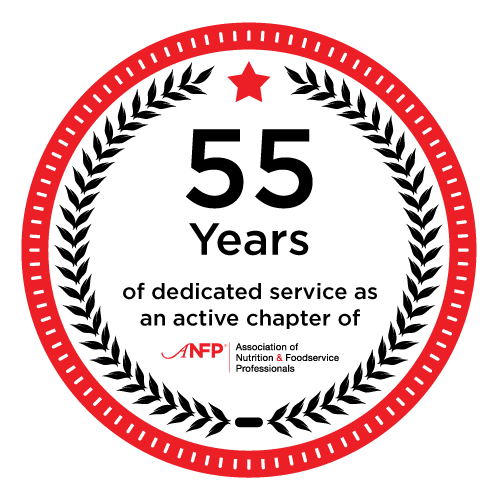 55
Years
of dedicated service as
an active chapter of
ANFP®
Association of
Nutrition & Foodservice
Professionals